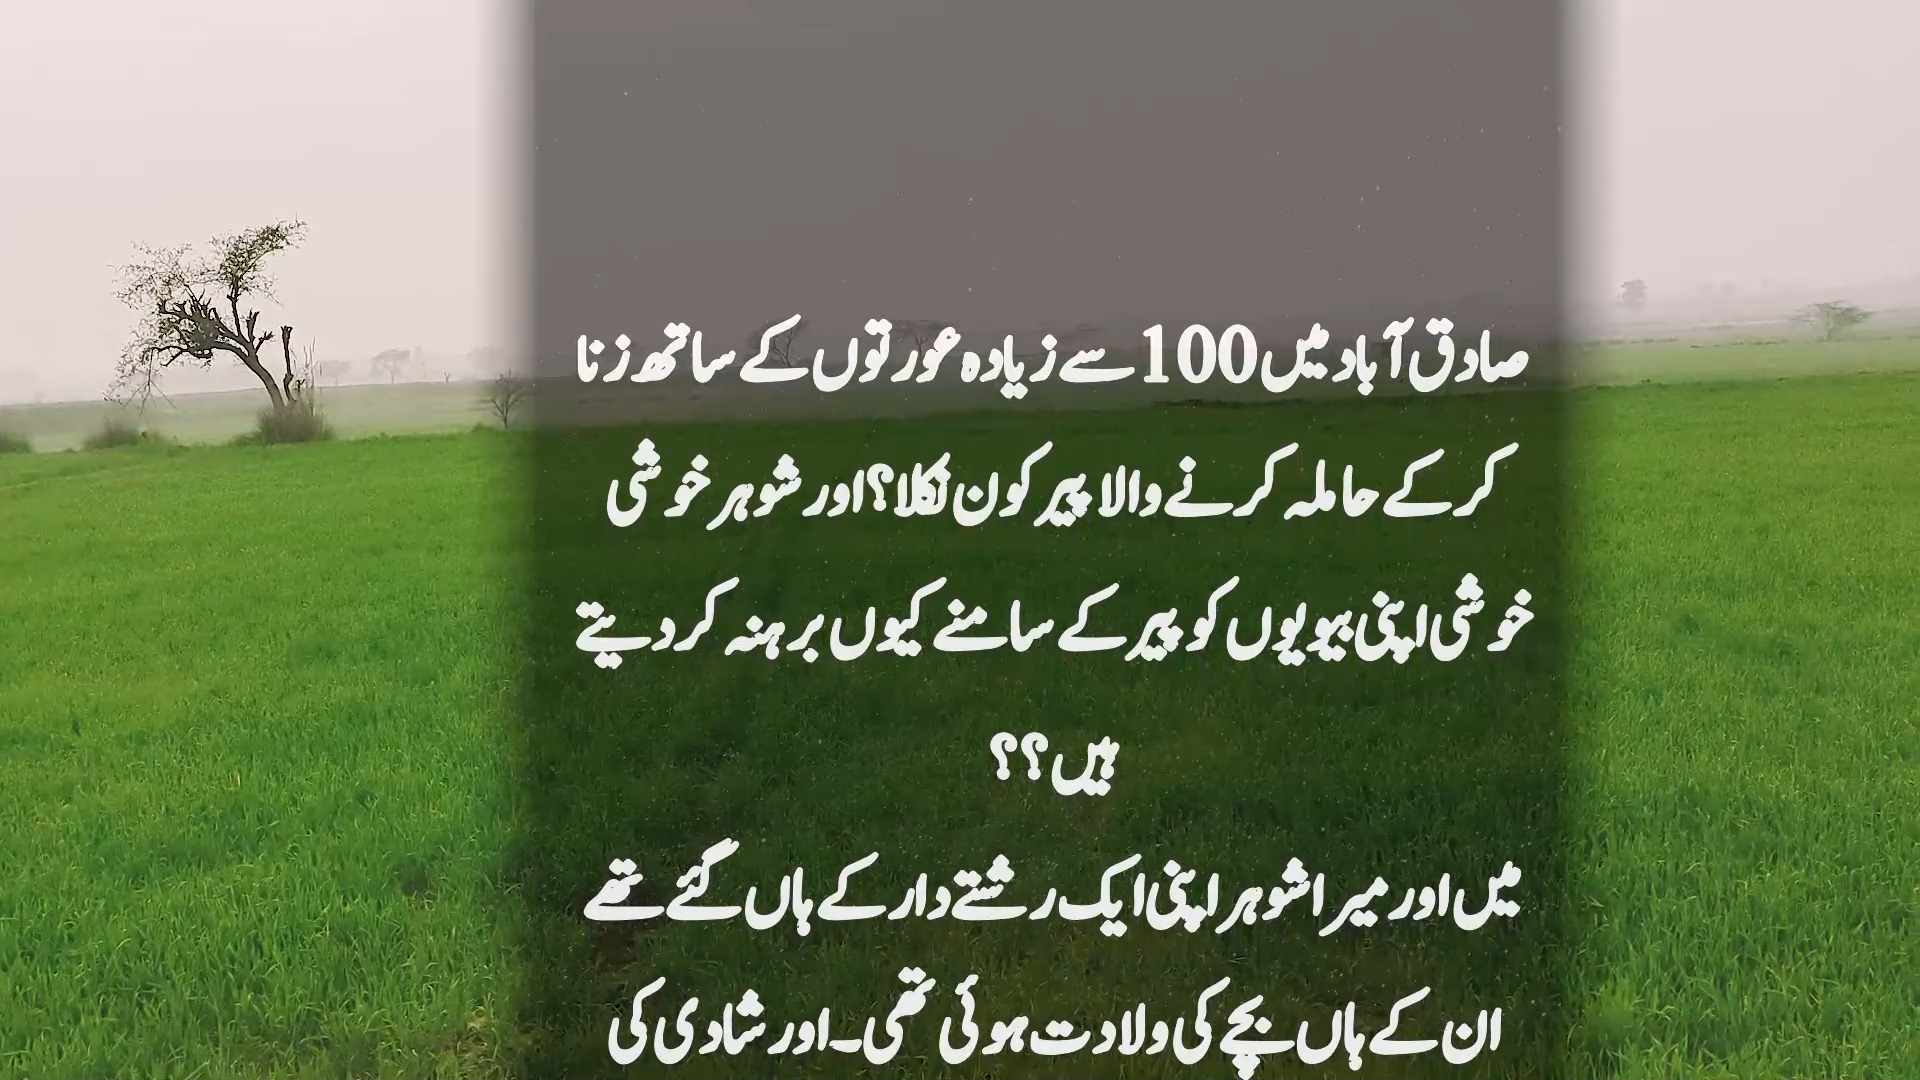 صادق آباد میں 100 سے زیادہ عورتوں کے ساتھ زنا
کر کے حاملہ کرنے والا پیر کون نکلا؟ اور شوہر خوشی
خوشی اپنی بیویوں کو پیر کے سامنے کیوں برہنہ کر دیتے
ہیں؟؟
میں اور میرا شوہر اپنی ایک رشتے دار کے ہاں گئے تھے
ان کے ہاں بچے کی ولادت ہوئی تھی۔ اور شادی کی